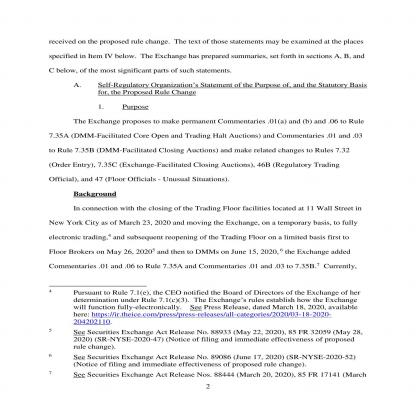 received on the proposed rule change. The text of those statements may be examined at the places
specified in Item IV below. The Exchange has prepared summaries, set forth in sections A, B, and
C below, of the most significant parts of such statements.
A. Self-Regulatory Organization's Statement of the Purpose of, and the Statutory Basis
for, the Proposed Rule Change
1. Purpose
The Exchange proposes to make permanent Commentaries .01(a) and (b) and .06 to Rule
7.35A (DMM-Facilitated Core Open and Trading Halt Auctions) and Commentaries .01 and .03
to Rule 7.35B (DMM-Facilitated Closing Auctions) and make related changes to Rules 7.32
(Order Entry), 7.35C (Exchange-Facilitated Closing Auctions), 46B (Regulatory Trading
Official), and 47 (Floor Officials - Unusual Situations).
Background
In connection with the closing of the Trading Floor facilities located at 11 Wall Street in
New York City as of March 23, 2020 and moving the Exchange, on a temporary basis, to fully
electronic trading,4 and subsequent reopening of the Trading Floor on a limited basis first to
Floor Brokers on May 26, 20205 and then to DMMs on June 15, 2020,6 the Exchange added
Commentaries .01 and .06 to Rule 7.35A and Commentaries .01 and .03 to 7.35B.7 Currently,
4 Pursuant to Rule 7.1(e), the CEO notified the Board of Directors of the Exchange of her
determination under Rule 7.1(c)(3). The Exchange's rules establish how the Exchange
will function fully-electronically. See Press Release, dated March 18, 2020, available
here: https://ir.theice.com/press/press-releases/all-categories/2020/03-18-2020-
204202110.
5 See Securities Exchange Act Release No. 88933 (May 22, 2020), 85 FR 32059 (May 28,
2020) (SR-NYSE-2020-47) (Notice of filing and immediate effectiveness of proposed
rule change).
6 See Securities Exchange Act Release No. 89086 (June 17, 2020) (SR-NYSE-2020-52)
(Notice of filing and immediate effectiveness of proposed rule change).
7 See Securities Exchange Act Release Nos. 88444 (March 20, 2020), 85 FR 17141 (March
2